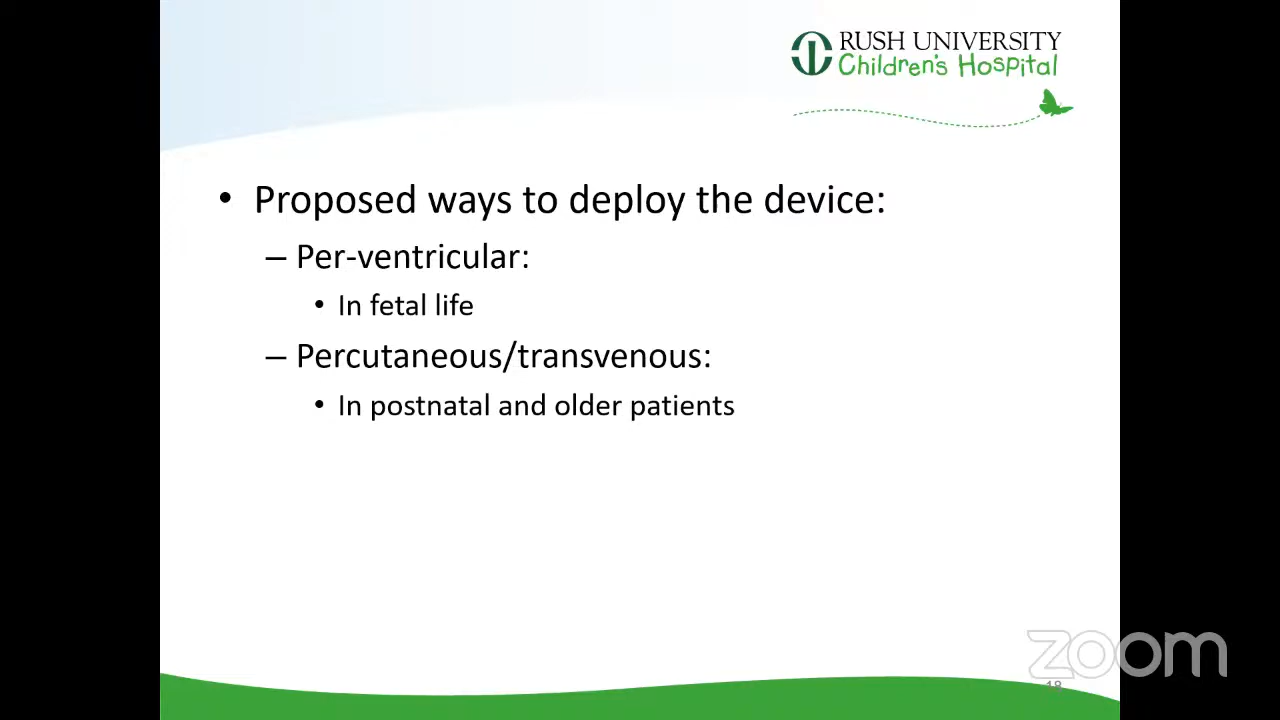 RUSH UNIVERSITY
Children's Hospital
• Proposed ways to deploy the device:
– Per-ventricular:
• In fetal life
– Percutaneous/transvenous:
• In postnatal and older patients
zoom
18